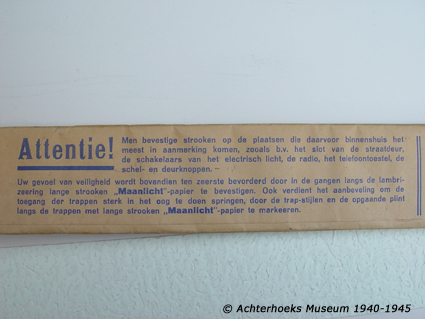 Attentie!
Men bevestige strooken op de plaatsen die daarvoor binnenshuis het
meest in aanmerking komen, zooals b.v. het slot van de straatdeur,
de schakelaars van het electrisch licht, de radio, het telefoontoestel, de
schel- en deurknoppen. —
Uw gevoel van veiligheid wordt bovendien ten zeerste bevorderd door in de gangen langs de lambri-
zeering lange strooken „Maanlicht"-papier te bevestigen. Ook verdient het aanbeveling om de
toegang der trappen sterk in het oog te doen springen, door de trap-stijlen en de opgaande plint
langs de trappen met lange strooken „Maanlicht"-papier te markeeren.
© Achterhoeks Museum 1940-1945